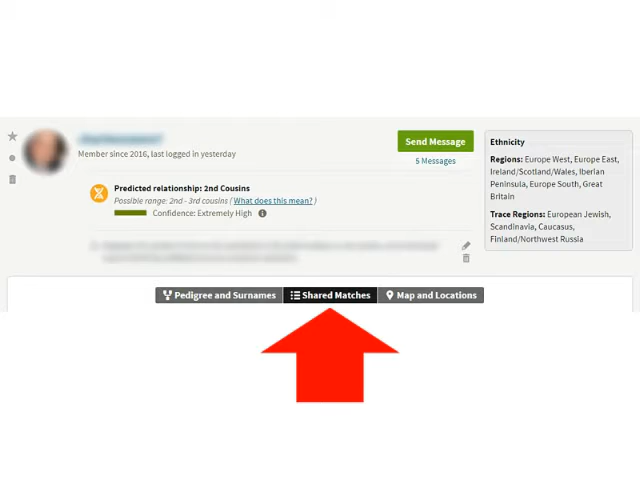 Member since 2016, last logged in yesterday
Send Message
6 Messages
Predicted relationship: 2nd Cousins
Possible range: 2nd - 3rd cousins ( What does this mean? )
Confidence: Extremely High
Ethnicity
Regions: Europe West, Europe East,
Ireland/Scotland/Wales, Iberian
Peninsula, Europe South, Great
Britain
Trace Regions: European Jewish,
Scandinavia, Caucasus,
Finland/Northwest Russia
Pedigree and Surnames
Shared Matches
Map and Locations